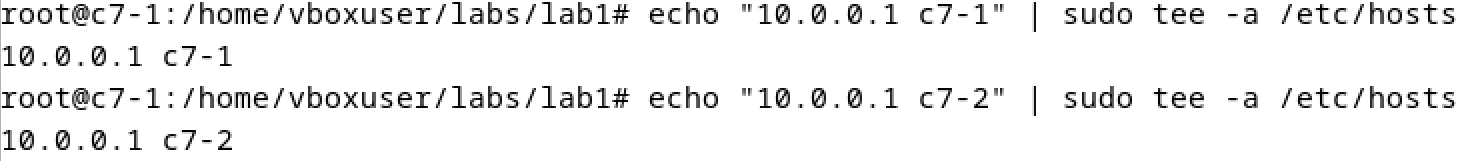 root@c7-1:/home/vboxuser/labs/lab1# echo "10.0.0.1 c7-1" | sudo tee -a /etc/hosts
10.0.0.1 c7-1
root@c7-1:/home/vboxuser/labs/lab1# echo "10.0.0.1 c7-2" | sudo tee -a /etc/hosts
10.0.0.1 c7-2